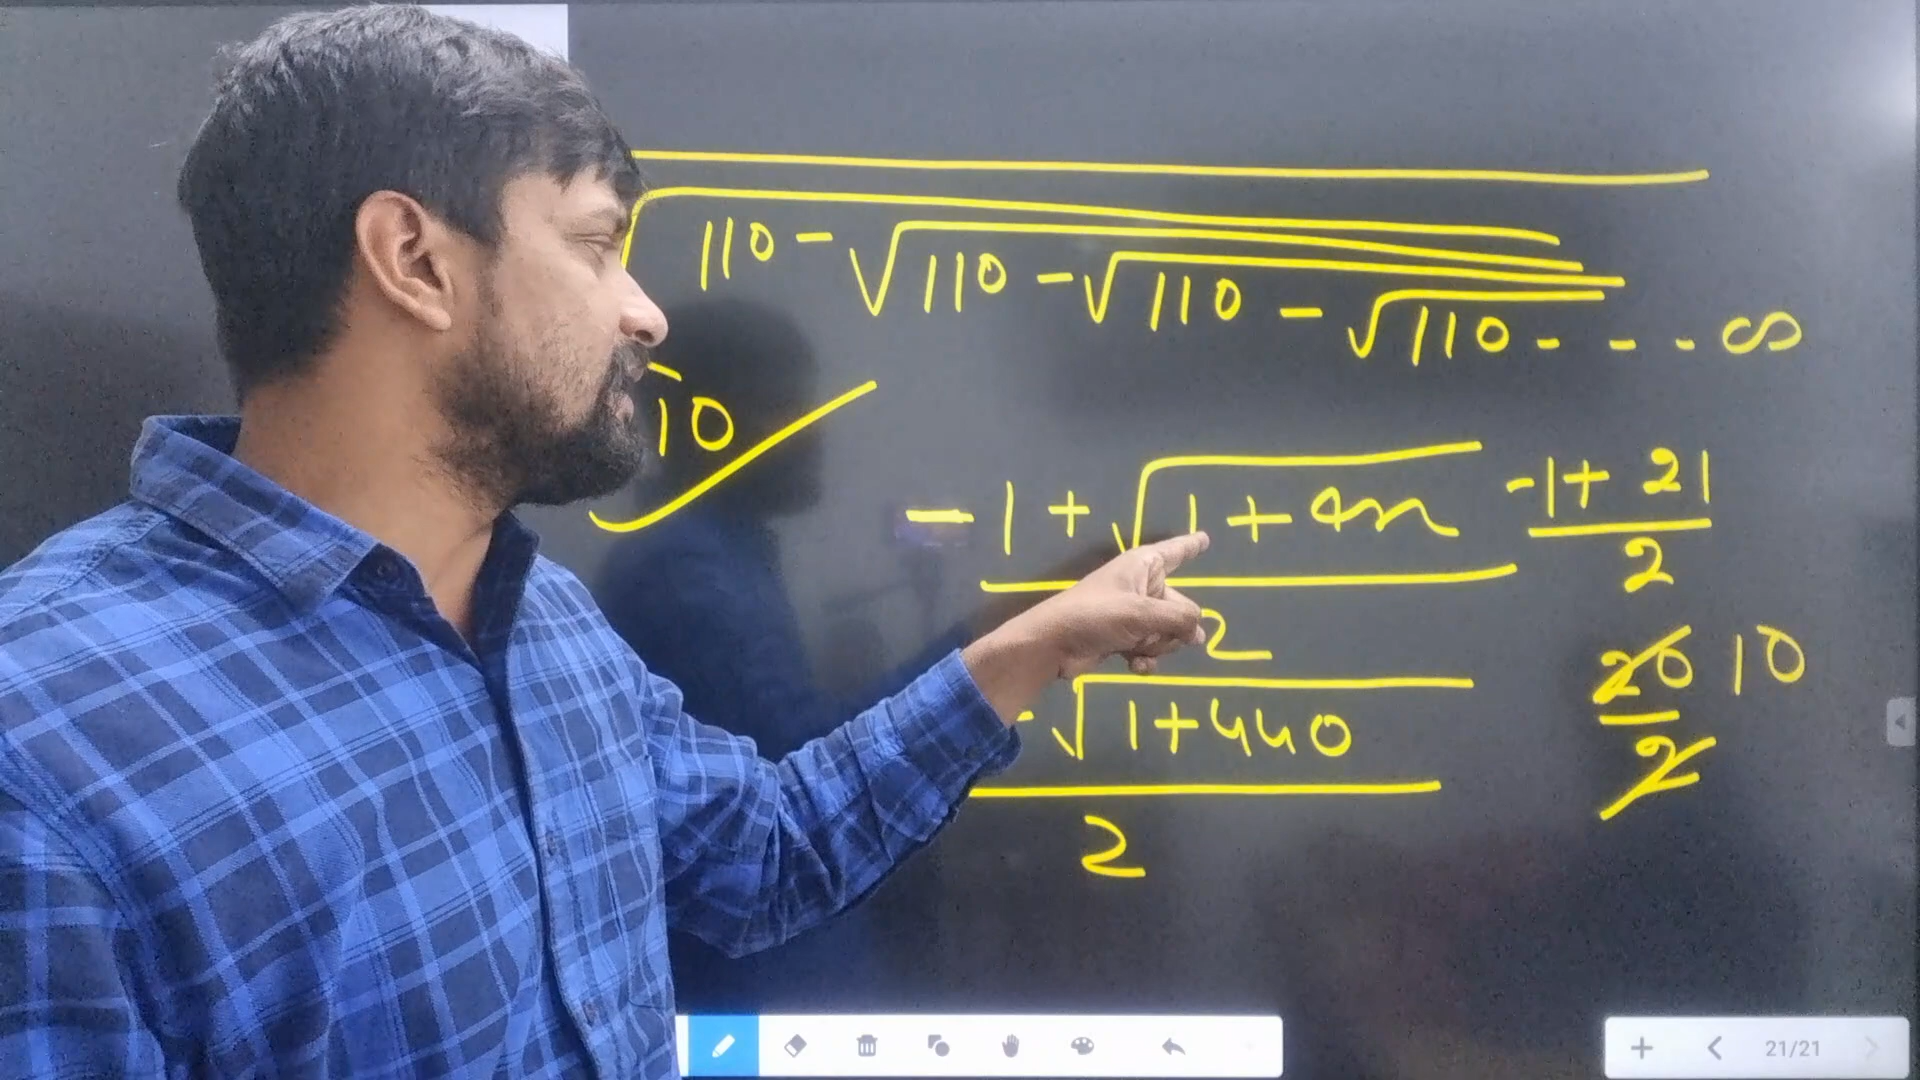 √110 - √110 - √110 - √110 - - - ∞
10
-1 + √1 + 4n
2
-1 + 21
2
- √1 + 440
2
20 10
2
21/21